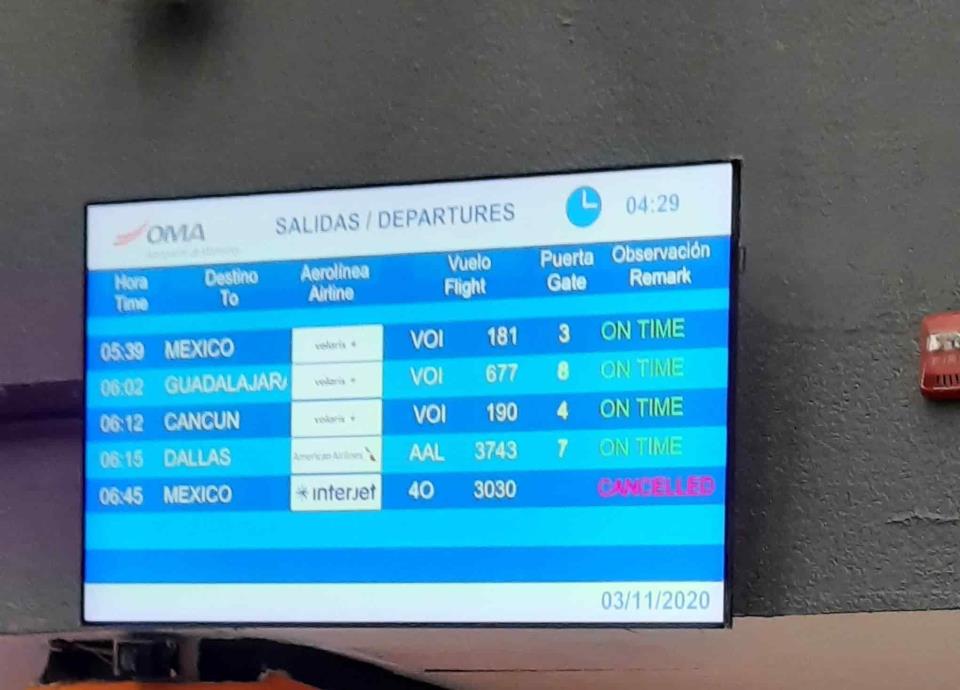 OMA SALIDAS / DEPARTURES 04:29
Hora Destino Aerolínea Vuelo Puerta Observación
Time To Airline Flight Gate Remark
05:39 MEXICO volaris VOI 181 3 ON TIME
06:02 GUADALAJARA volaris VOI 677 8 ON TIME
06:12 CANCUN volaris VOI 190 4 ON TIME
06:15 DALLAS American Airlines AAL 3743 7 ON TIME
06:45 MEXICO interjet 4O 3030 CANCELLED
03/11/2020